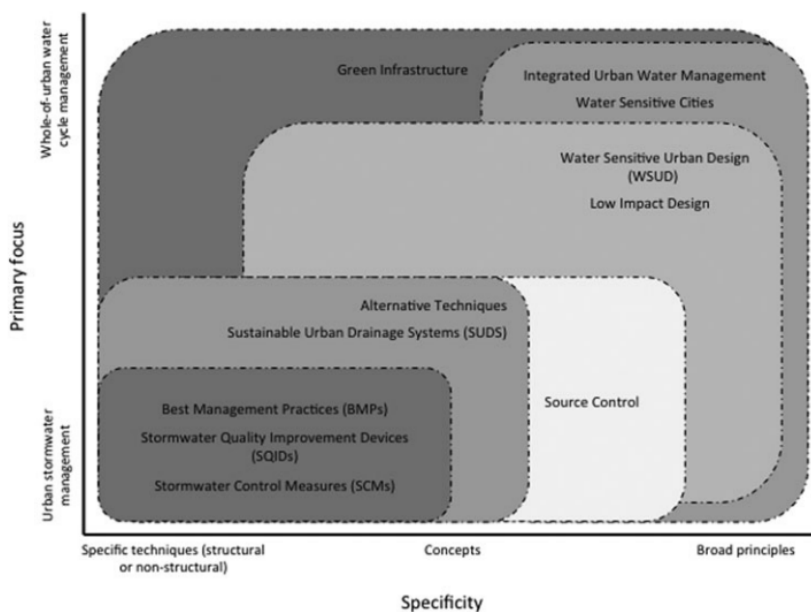 Whole-of-urban water
cycle management
Primary focus
Urban stormwater
management
Green Infrastructure
Integrated Urban Water Management
Water Sensitive Cities
Water Sensitive Urban Design
(WSUD)
Low Impact Design
Alternative Techniques
Sustainable Urban Drainage Systems (SUDS)
Source Control
Best Management Practices (BMPs)
Stormwater Quality Improvement Devices
(SQIDs)
Stormwater Control Measures (SCMs)
Specific techniques (structural
or non-structural)
Concepts
Broad principles
Specificity